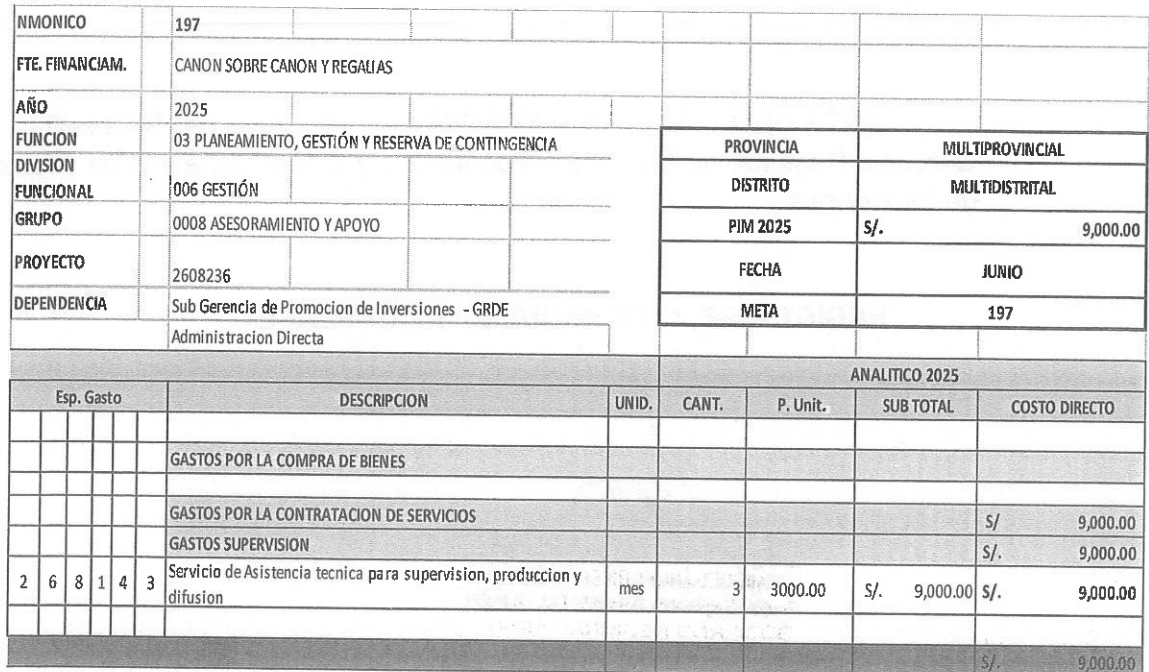 NMONICO 197
FTE. FINANCIAM. CANON SOBRE CANON Y REGALIAS
AÑO 2025
FUNCION 03 PLANEAMIENTO, GESTIÓN Y RESERVA DE CONTINGENCIA
PROVINCIA MULTIPROVINCIAL
DIVISION
FUNCIONAL 006 GESTIÓN
DISTRITO MULTIDISTRITAL
GRUPO 0008 ASESORAMIENTO Y APOYO
PIM 2025 S/. 9,000.00
PROYECTO 2608236
FECHA JUNIO
DEPENDENCIA Sub Gerencia de Promocion de Inversiones - GRDE
META 197
Administracion Directa
ANALITICO 2025
Esp. Gasto DESCRIPCION UNID. CANT. P. Unit. SUB TOTAL COSTO DIRECTO
GASTOS POR LA COMPRA DE BIENES
GASTOS POR LA CONTRATACION DE SERVICIOS S/ 9,000.00
GASTOS SUPERVISION S/. 9,000.00
2 6 8 1 4 3 Servicio de Asistencia tecnica para supervision, produccion y
difusion mes 3 3000.00 S/. 9,000.00 S/. 9,000.00
S/. 9,000.00